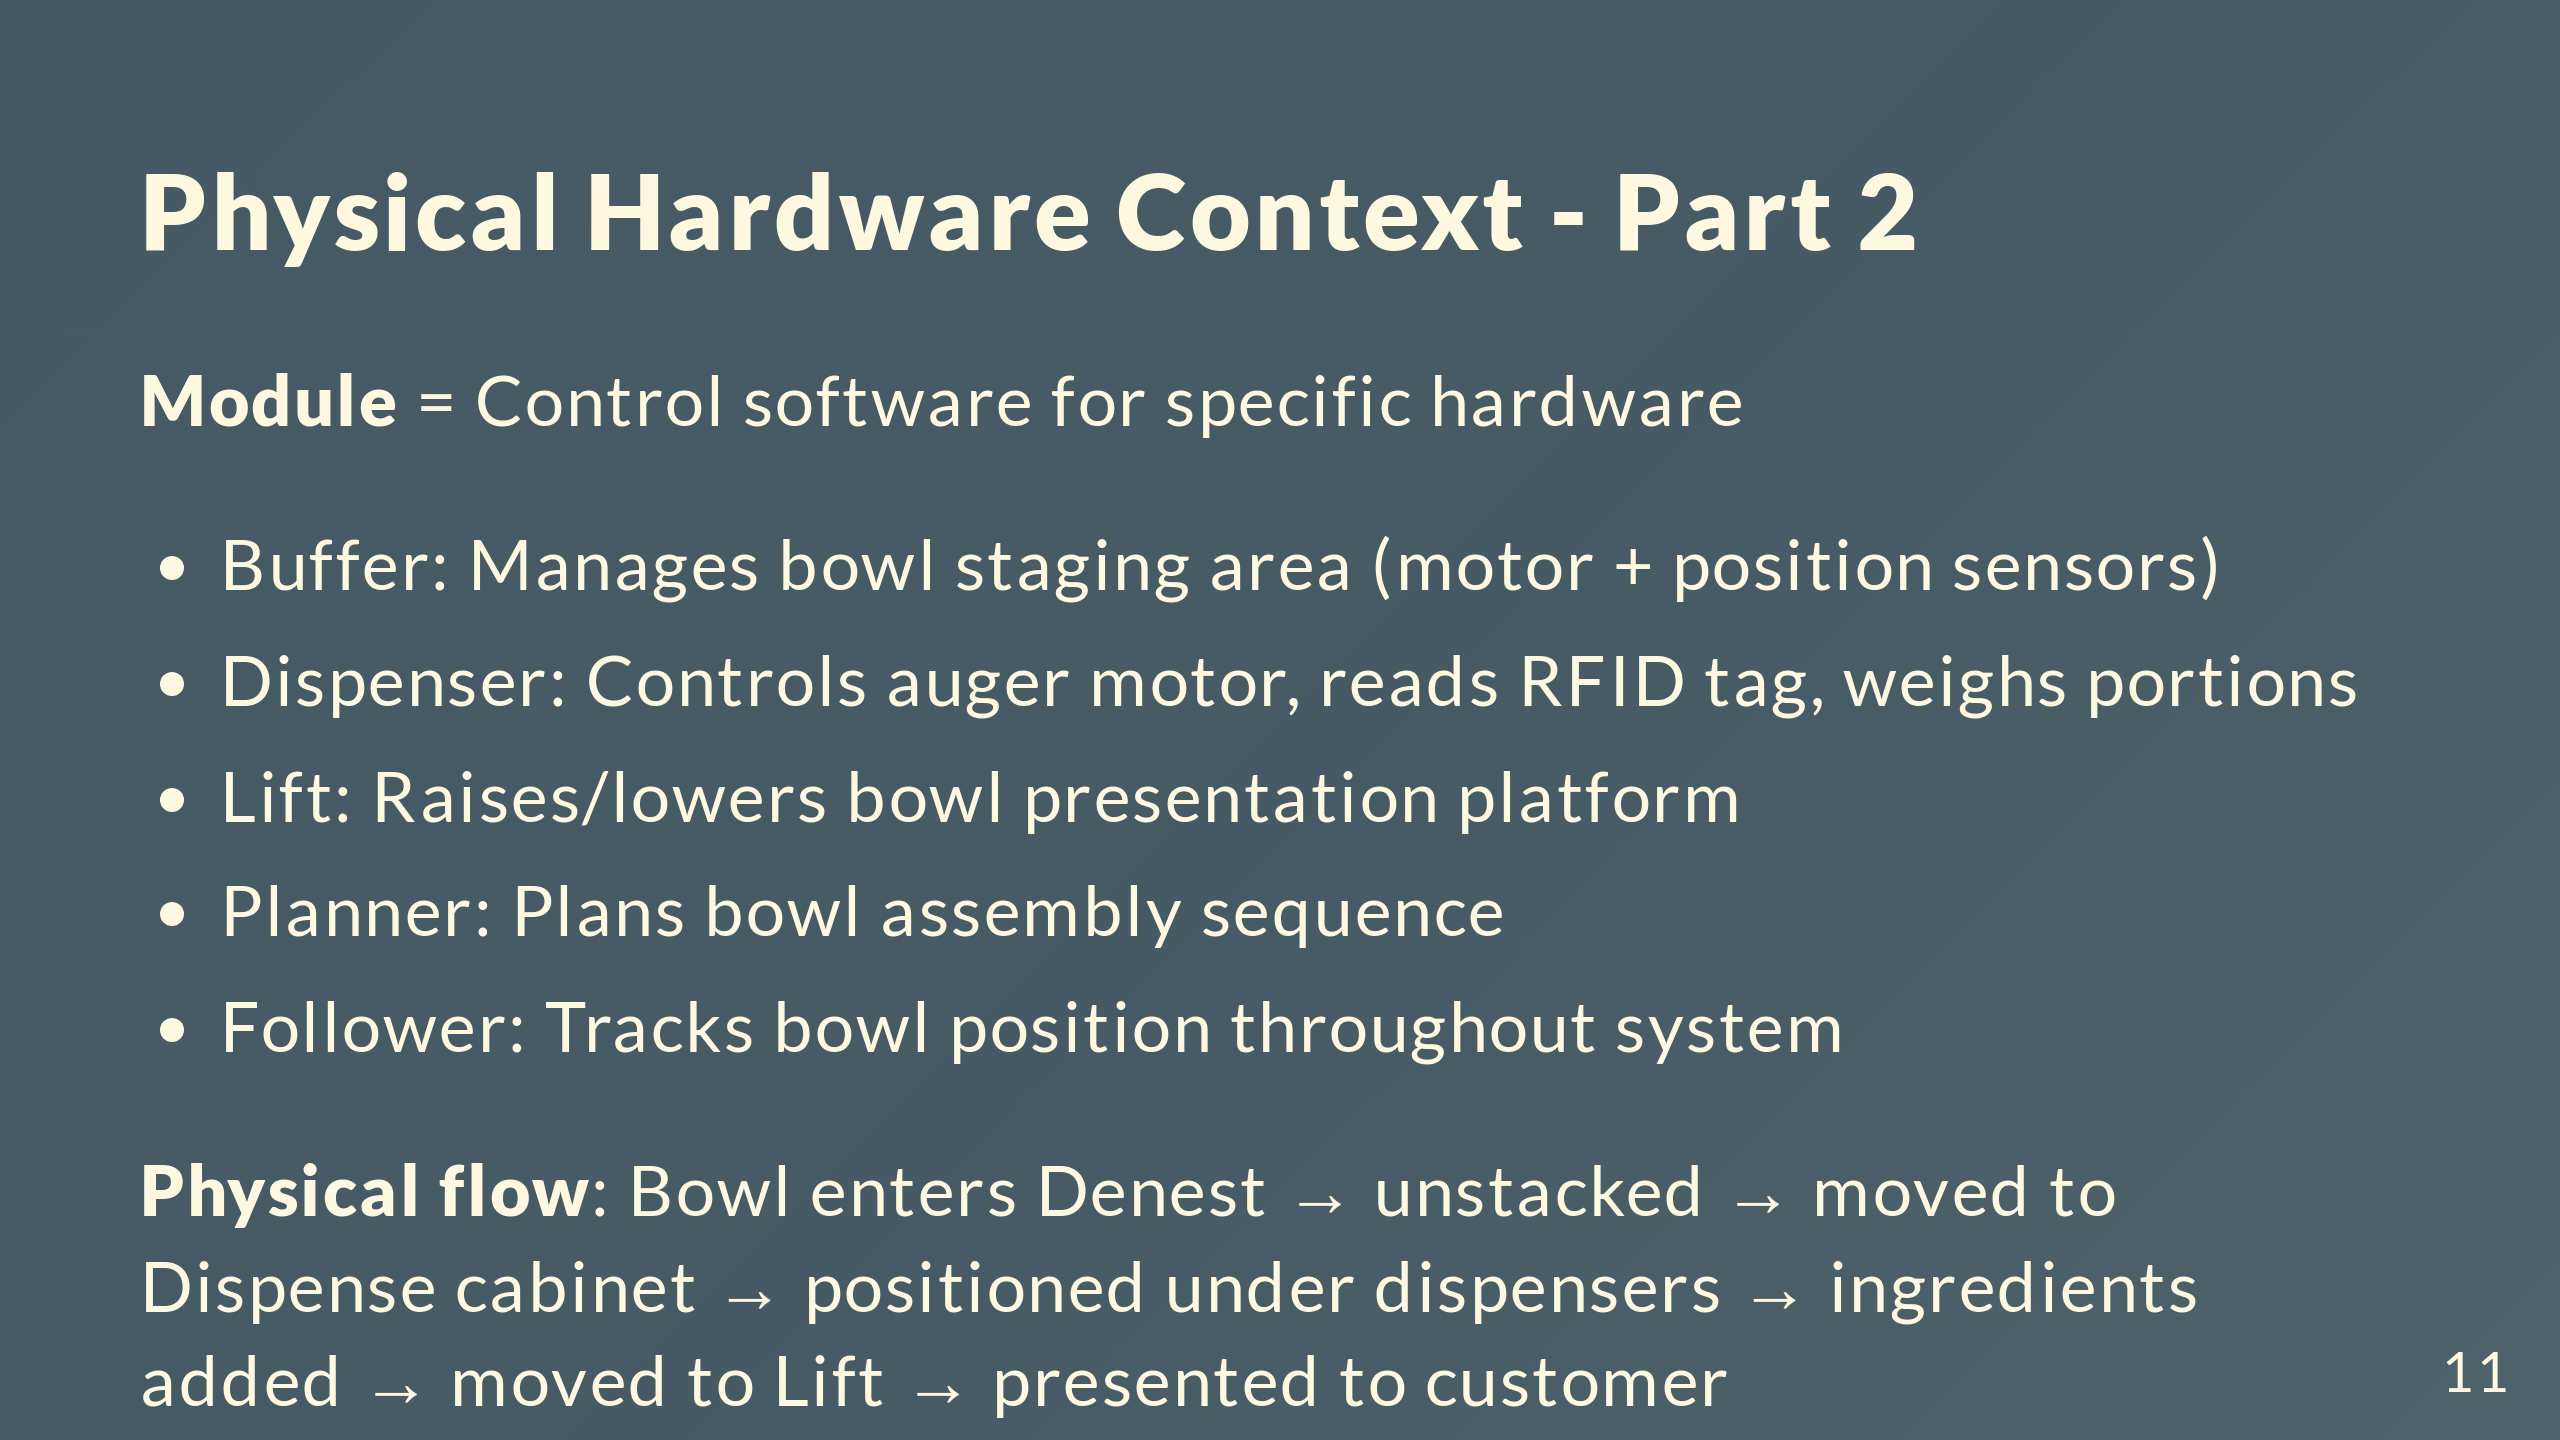 Physical Hardware Context - Part 2
Module = Control software for specific hardware
• Buffer: Manages bowl staging area (motor + position sensors)
• Dispenser: Controls auger motor, reads RFID tag, weighs portions
• Lift: Raises/lowers bowl presentation platform
• Planner: Plans bowl assembly sequence
• Follower: Tracks bowl position throughout system
Physical flow: Bowl enters Denest → unstacked → moved to
Dispense cabinet → positioned under dispensers → ingredients
added → moved to Lift → presented to customer
11